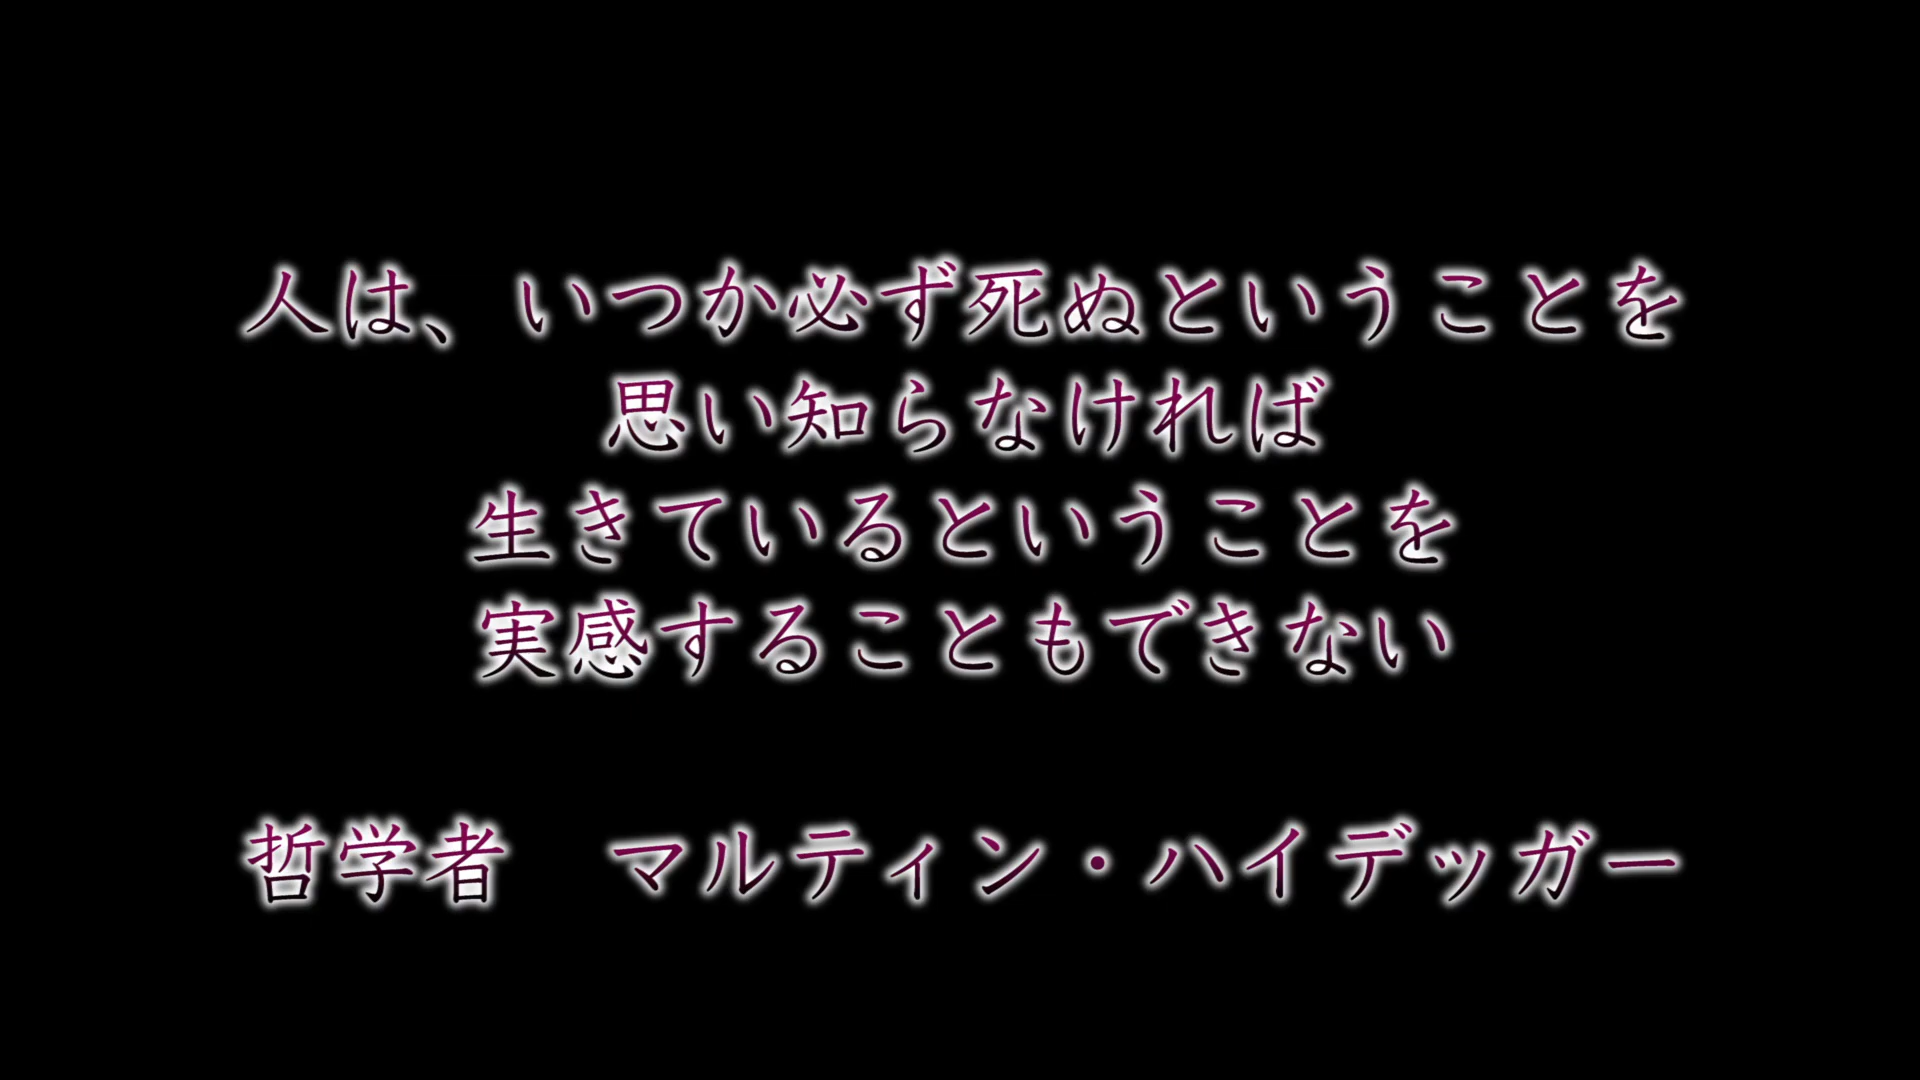 人は、いつか必ず死ぬということを
思い知らなければ
生きているということを
実感することもできない
哲学者　マルティン・ハイデッガー